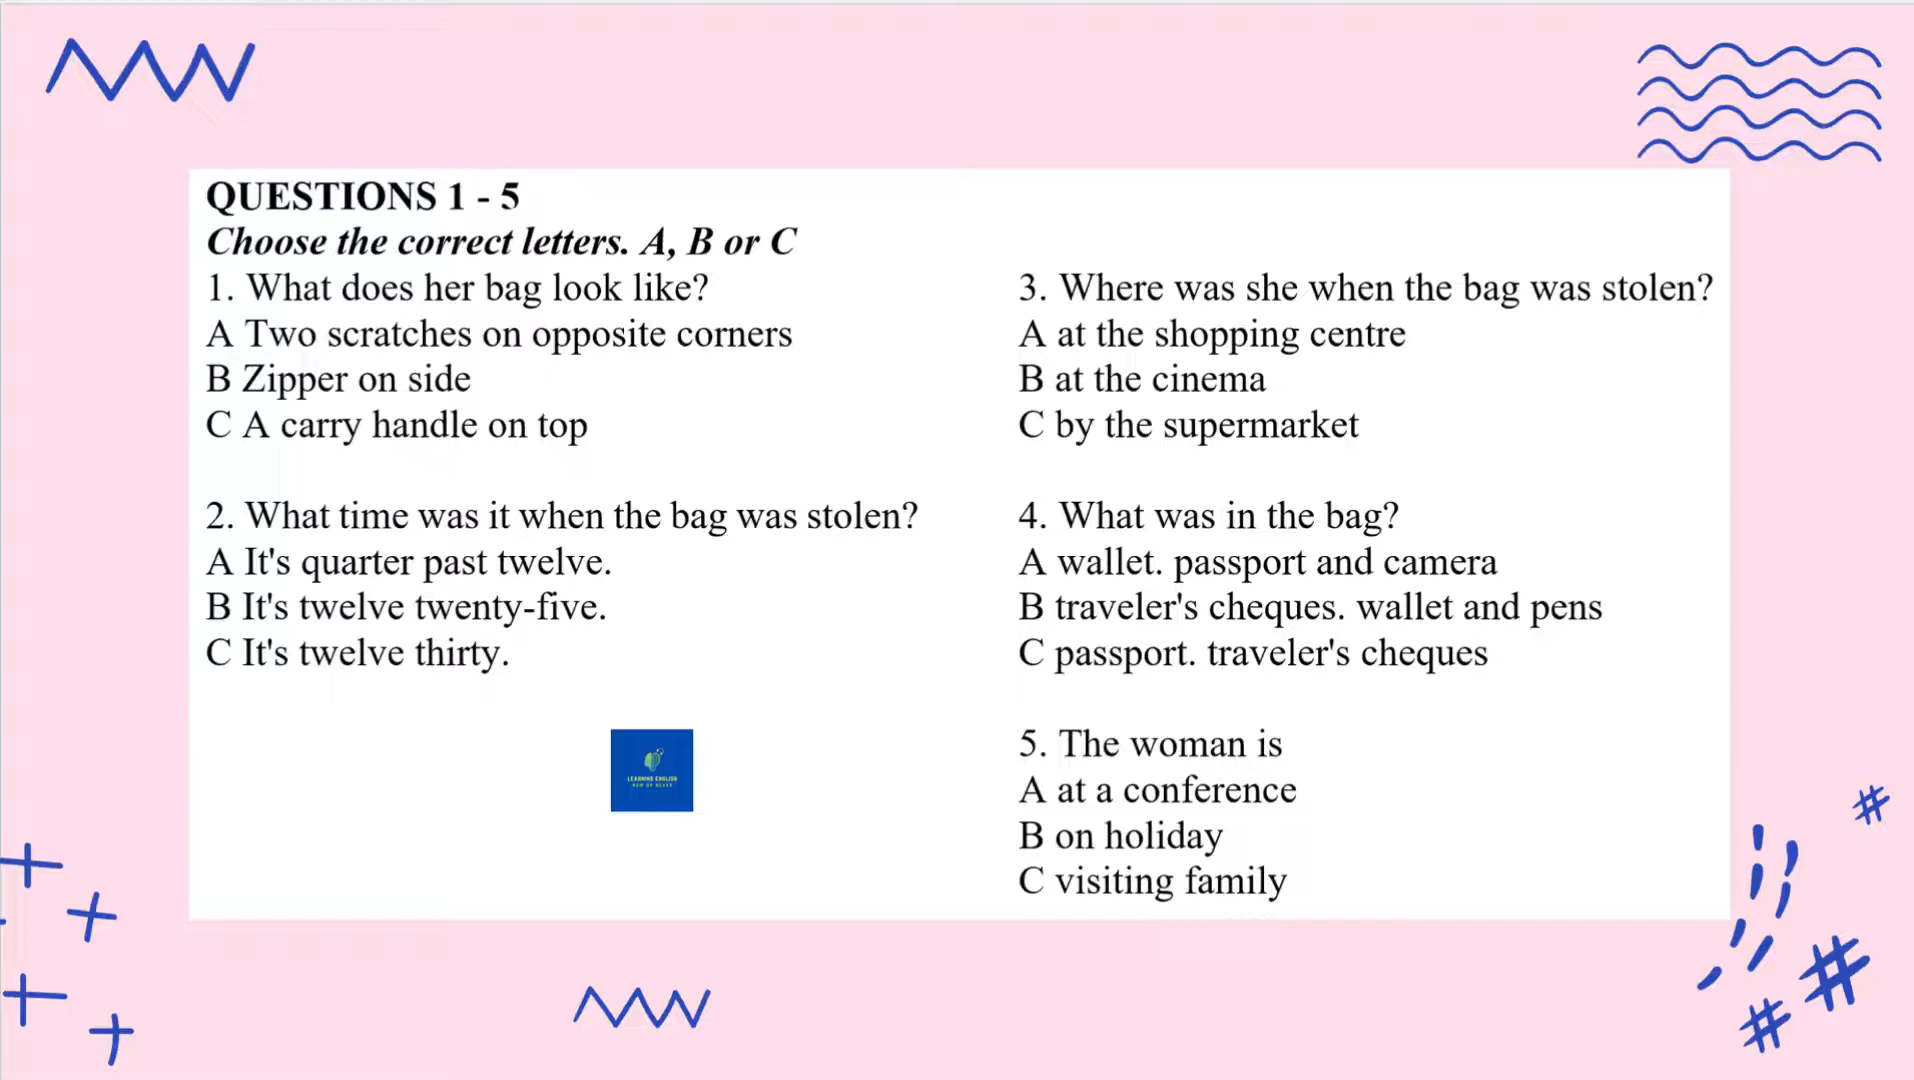 QUESTIONS 1 - 5
Choose the correct letters. A, B or C
1. What does her bag look like?
A Two scratches on opposite corners
B Zipper on side
C A carry handle on top
2. What time was it when the bag was stolen?
A It's quarter past twelve.
B It's twelve twenty-five.
C It's twelve thirty.
3. Where was she when the bag was stolen?
A at the shopping centre
B at the cinema
C by the supermarket
4. What was in the bag?
A wallet. passport and camera
B traveler's cheques. wallet and pens
C passport. traveler's cheques
5. The woman is
A at a conference
B on holiday
C visiting family
LEARNING ENGLISH
NOW OR NEVER